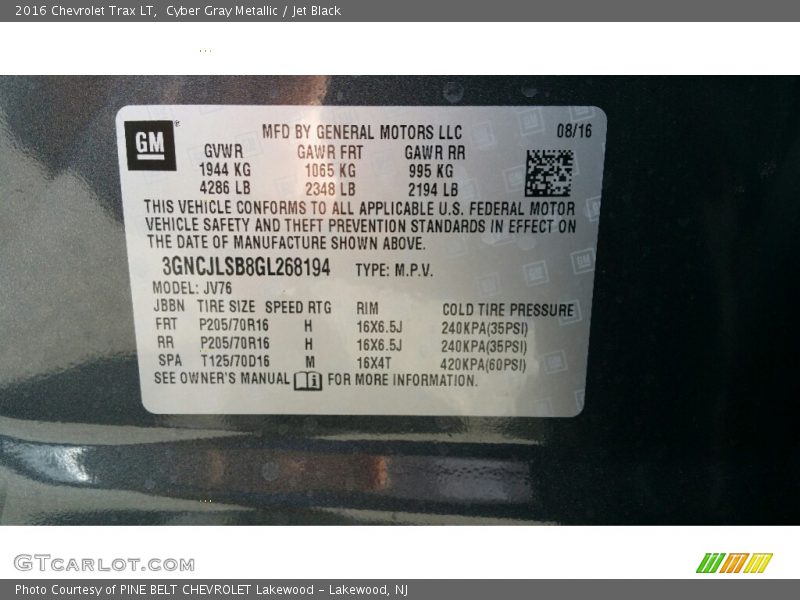 2016 Chevrolet Trax LT,  Cyber Gray Metallic / Jet Black
GM®
MFD BY GENERAL MOTORS LLC 08/16
GVWR GAWR FRT GAWR RR
1944 KG 1065 KG 995 KG
4286 LB 2348 LB 2194 LB
THIS VEHICLE CONFORMS TO ALL APPLICABLE U.S. FEDERAL MOTOR
VEHICLE SAFETY AND THEFT PREVENTION STANDARDS IN EFFECT ON
THE DATE OF MANUFACTURE SHOWN ABOVE.
3GNCJLSB8GL268194 TYPE: M.P.V.
MODEL: JV76
JBBN TIRE SIZE SPEED RTG RIM COLD TIRE PRESSURE
FRT P205/70R16 H 16X6.5J 240KPA(35PSI)
RR P205/70R16 H 16X6.5J 240KPA(35PSI)
SPA T125/70D16 M 16X4T 420KPA(60PSI)
SEE OWNER'S MANUAL i FOR MORE INFORMATION.
GTCARLOT.COM
Photo Courtesy of PINE BELT CHEVROLET Lakewood - Lakewood, NJ